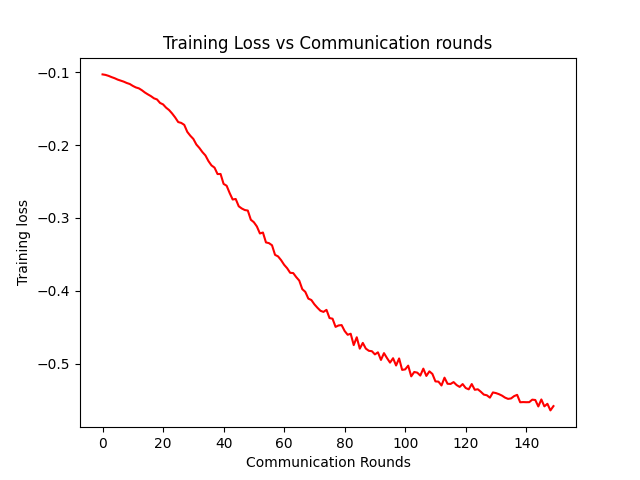 Training Loss vs Communication rounds
−0.1
−0.2
−0.3
−0.4
−0.5
Training loss
0 20 40 60 80 100 120 140
Communication Rounds